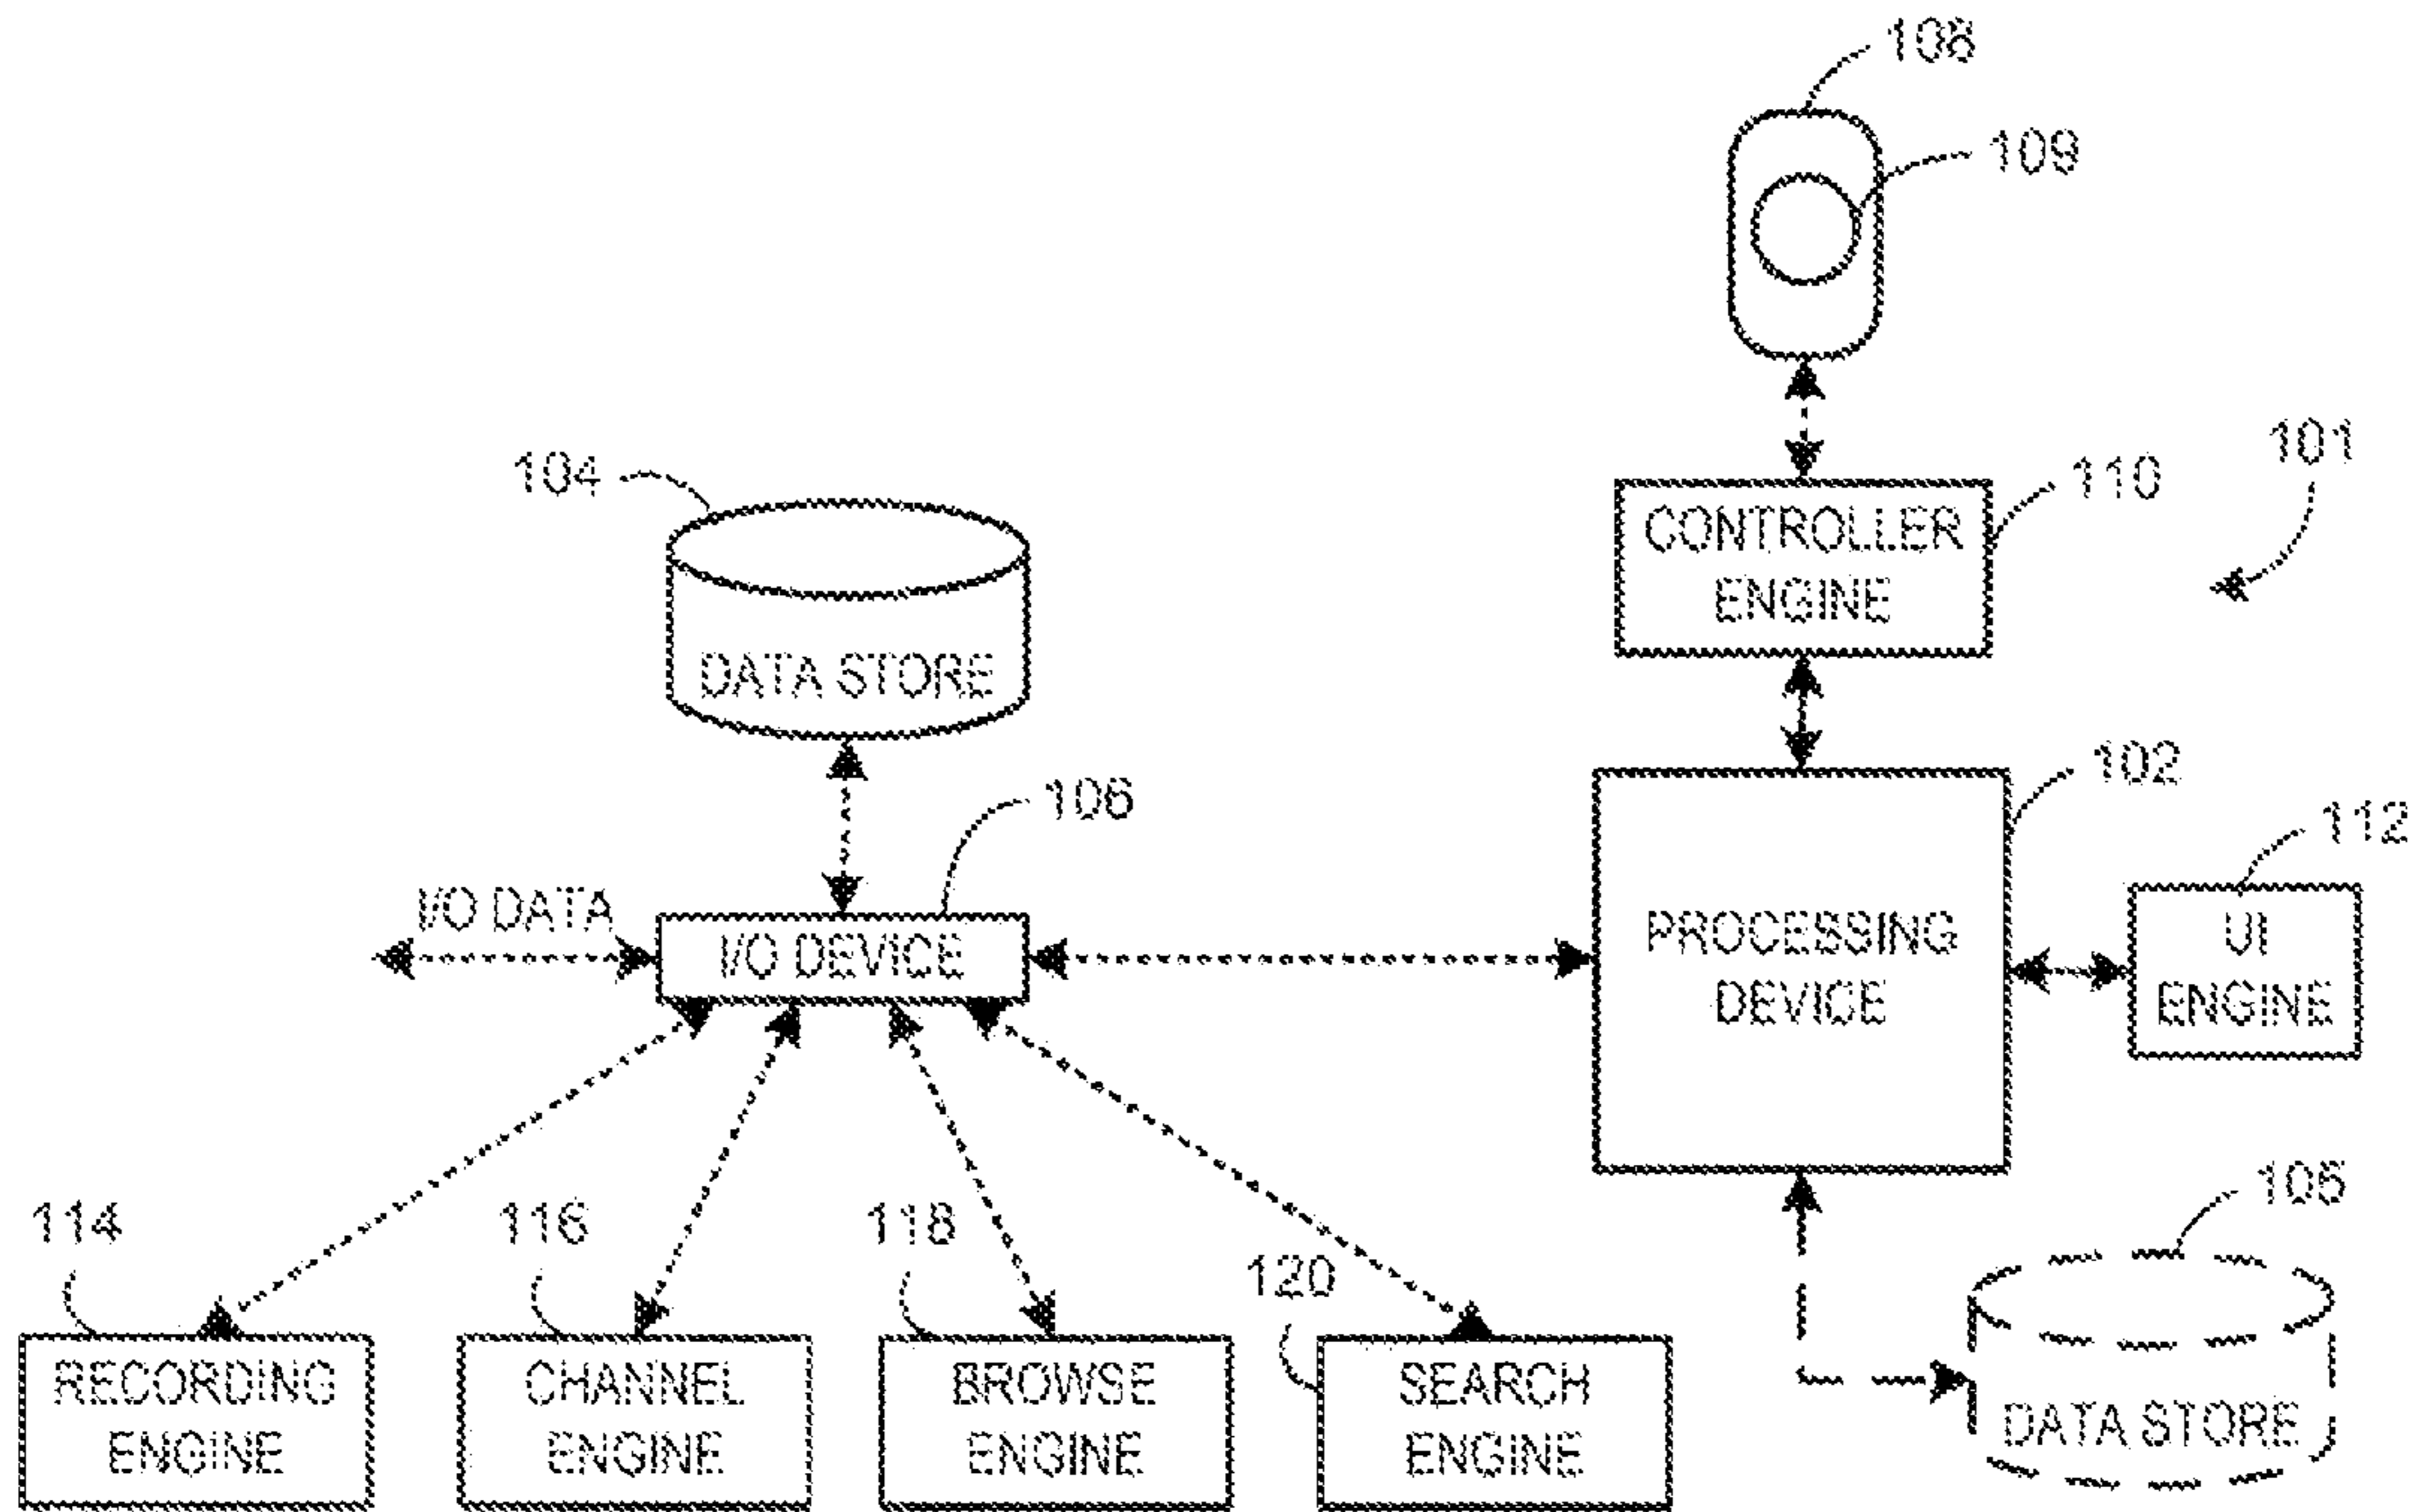 108
109
101
104
110
CONTROLLER
ENGINE
DATA STORE
102
106
112
I/O DATA
I/O DEVICE
PROCESSING
DEVICE
UI
ENGINE
105
114
116
118
120
RECORDING
ENGINE
CHANNEL
ENGINE
BROWSE
ENGINE
SEARCH
ENGINE
DATA STORE